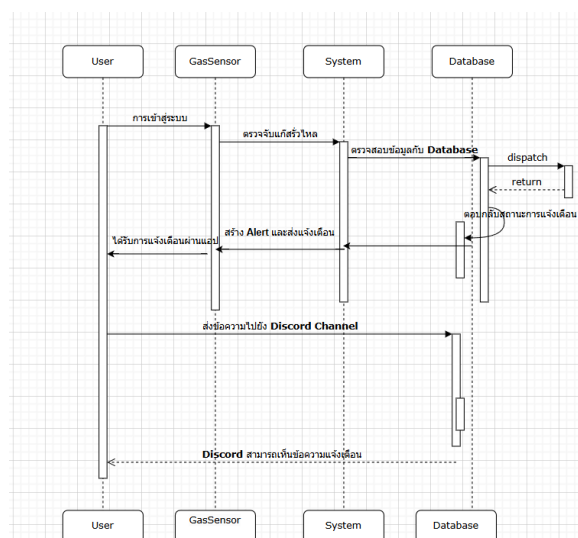 User GasSensor System Database
การเข้าสู่ระบบ
ตรวจจับแก๊สรั่วไหล
ตรวจสอบข้อมูลกับ Database
dispatch
return
ตอบกลับสถานะการแจ้งเตือน
สร้าง Alert และส่งแจ้งเตือน
ได้รับการแจ้งเตือนผ่านแอป
ส่งข้อความไปยัง Discord Channel
Discord สามารถเห็นข้อความแจ้งเตือน
User GasSensor System Database